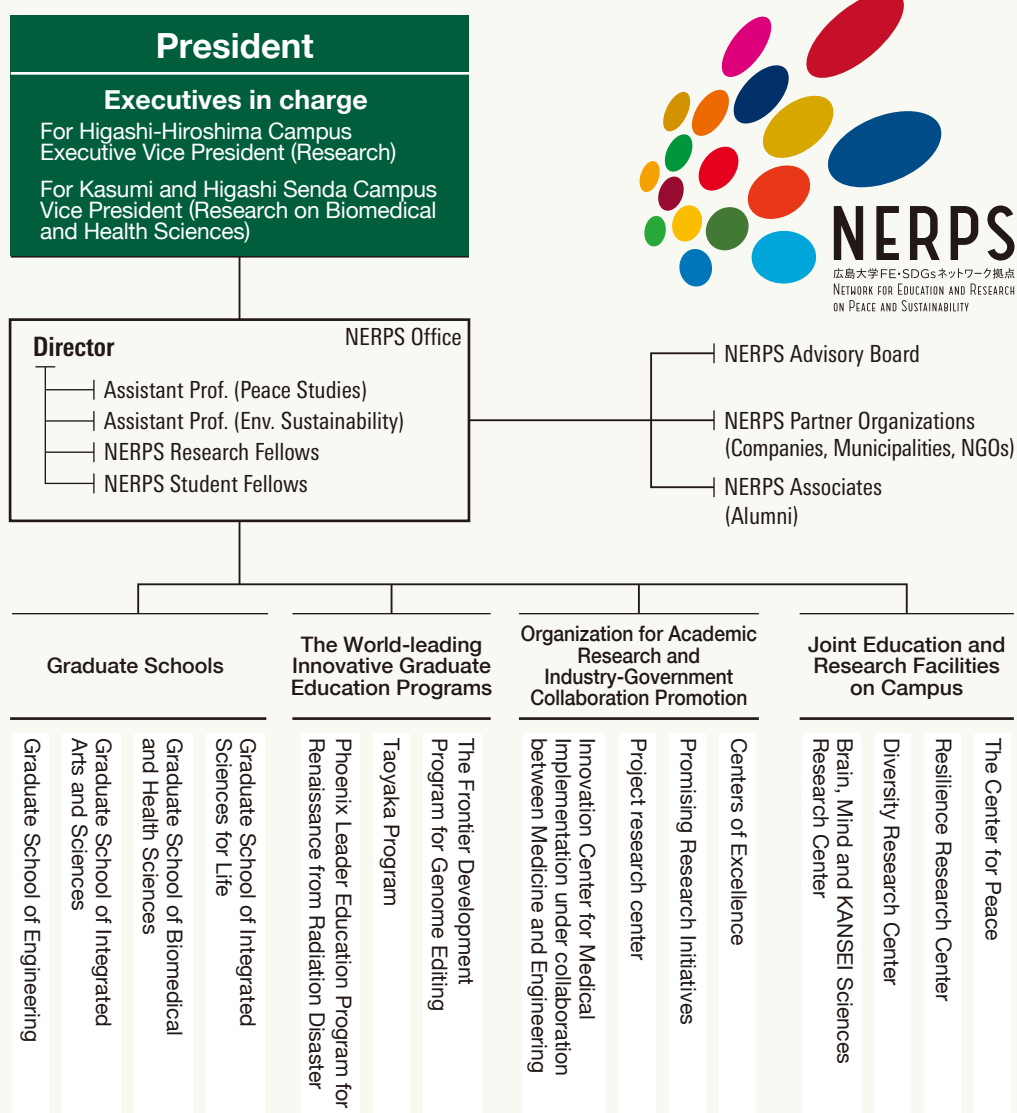 President
Executives in charge
For Higashi-Hiroshima Campus
Executive Vice President (Research)
For Kasumi and Higashi Senda Campus
Vice President (Research on Biomedical
and Health Sciences)
NERPS
広島大学FE・SDGsネットワーク拠点
NETWORK FOR EDUCATION AND RESEARCH
ON PEACE AND SUSTAINABILITY
NERPS Office
Director
Assistant Prof. (Peace Studies)
Assistant Prof. (Env. Sustainability)
NERPS Research Fellows
NERPS Student Fellows
NERPS Advisory Board
NERPS Partner Organizations
(Companies, Municipalities, NGOs)
NERPS Associates
(Alumni)
Graduate Schools
Graduate School of Engineering
Graduate School of Integrated
Arts and Sciences
Graduate School of Biomedical
and Health Sciences
Graduate School of Integrated
Sciences for Life
The World-leading
Innovative Graduate
Education Programs
Phoenix Leader Education Program for
Renaissance from Radiation Disaster
Taoyaka Program
The Frontier Development
Program for Genome Editing
Organization for Academic
Research and
Industry-Government
Collaboration Promotion
Innovation Center for Medical
Implementation under collaboration
between Medicine and Engineering
Project research center
Promising Research Initiatives
Centers of Excellence
Joint Education and
Research Facilities
on Campus
Brain, Mind and KANSEI Sciences
Research Center
Diversity Research Center
Resilience Research Center
The Center for Peace